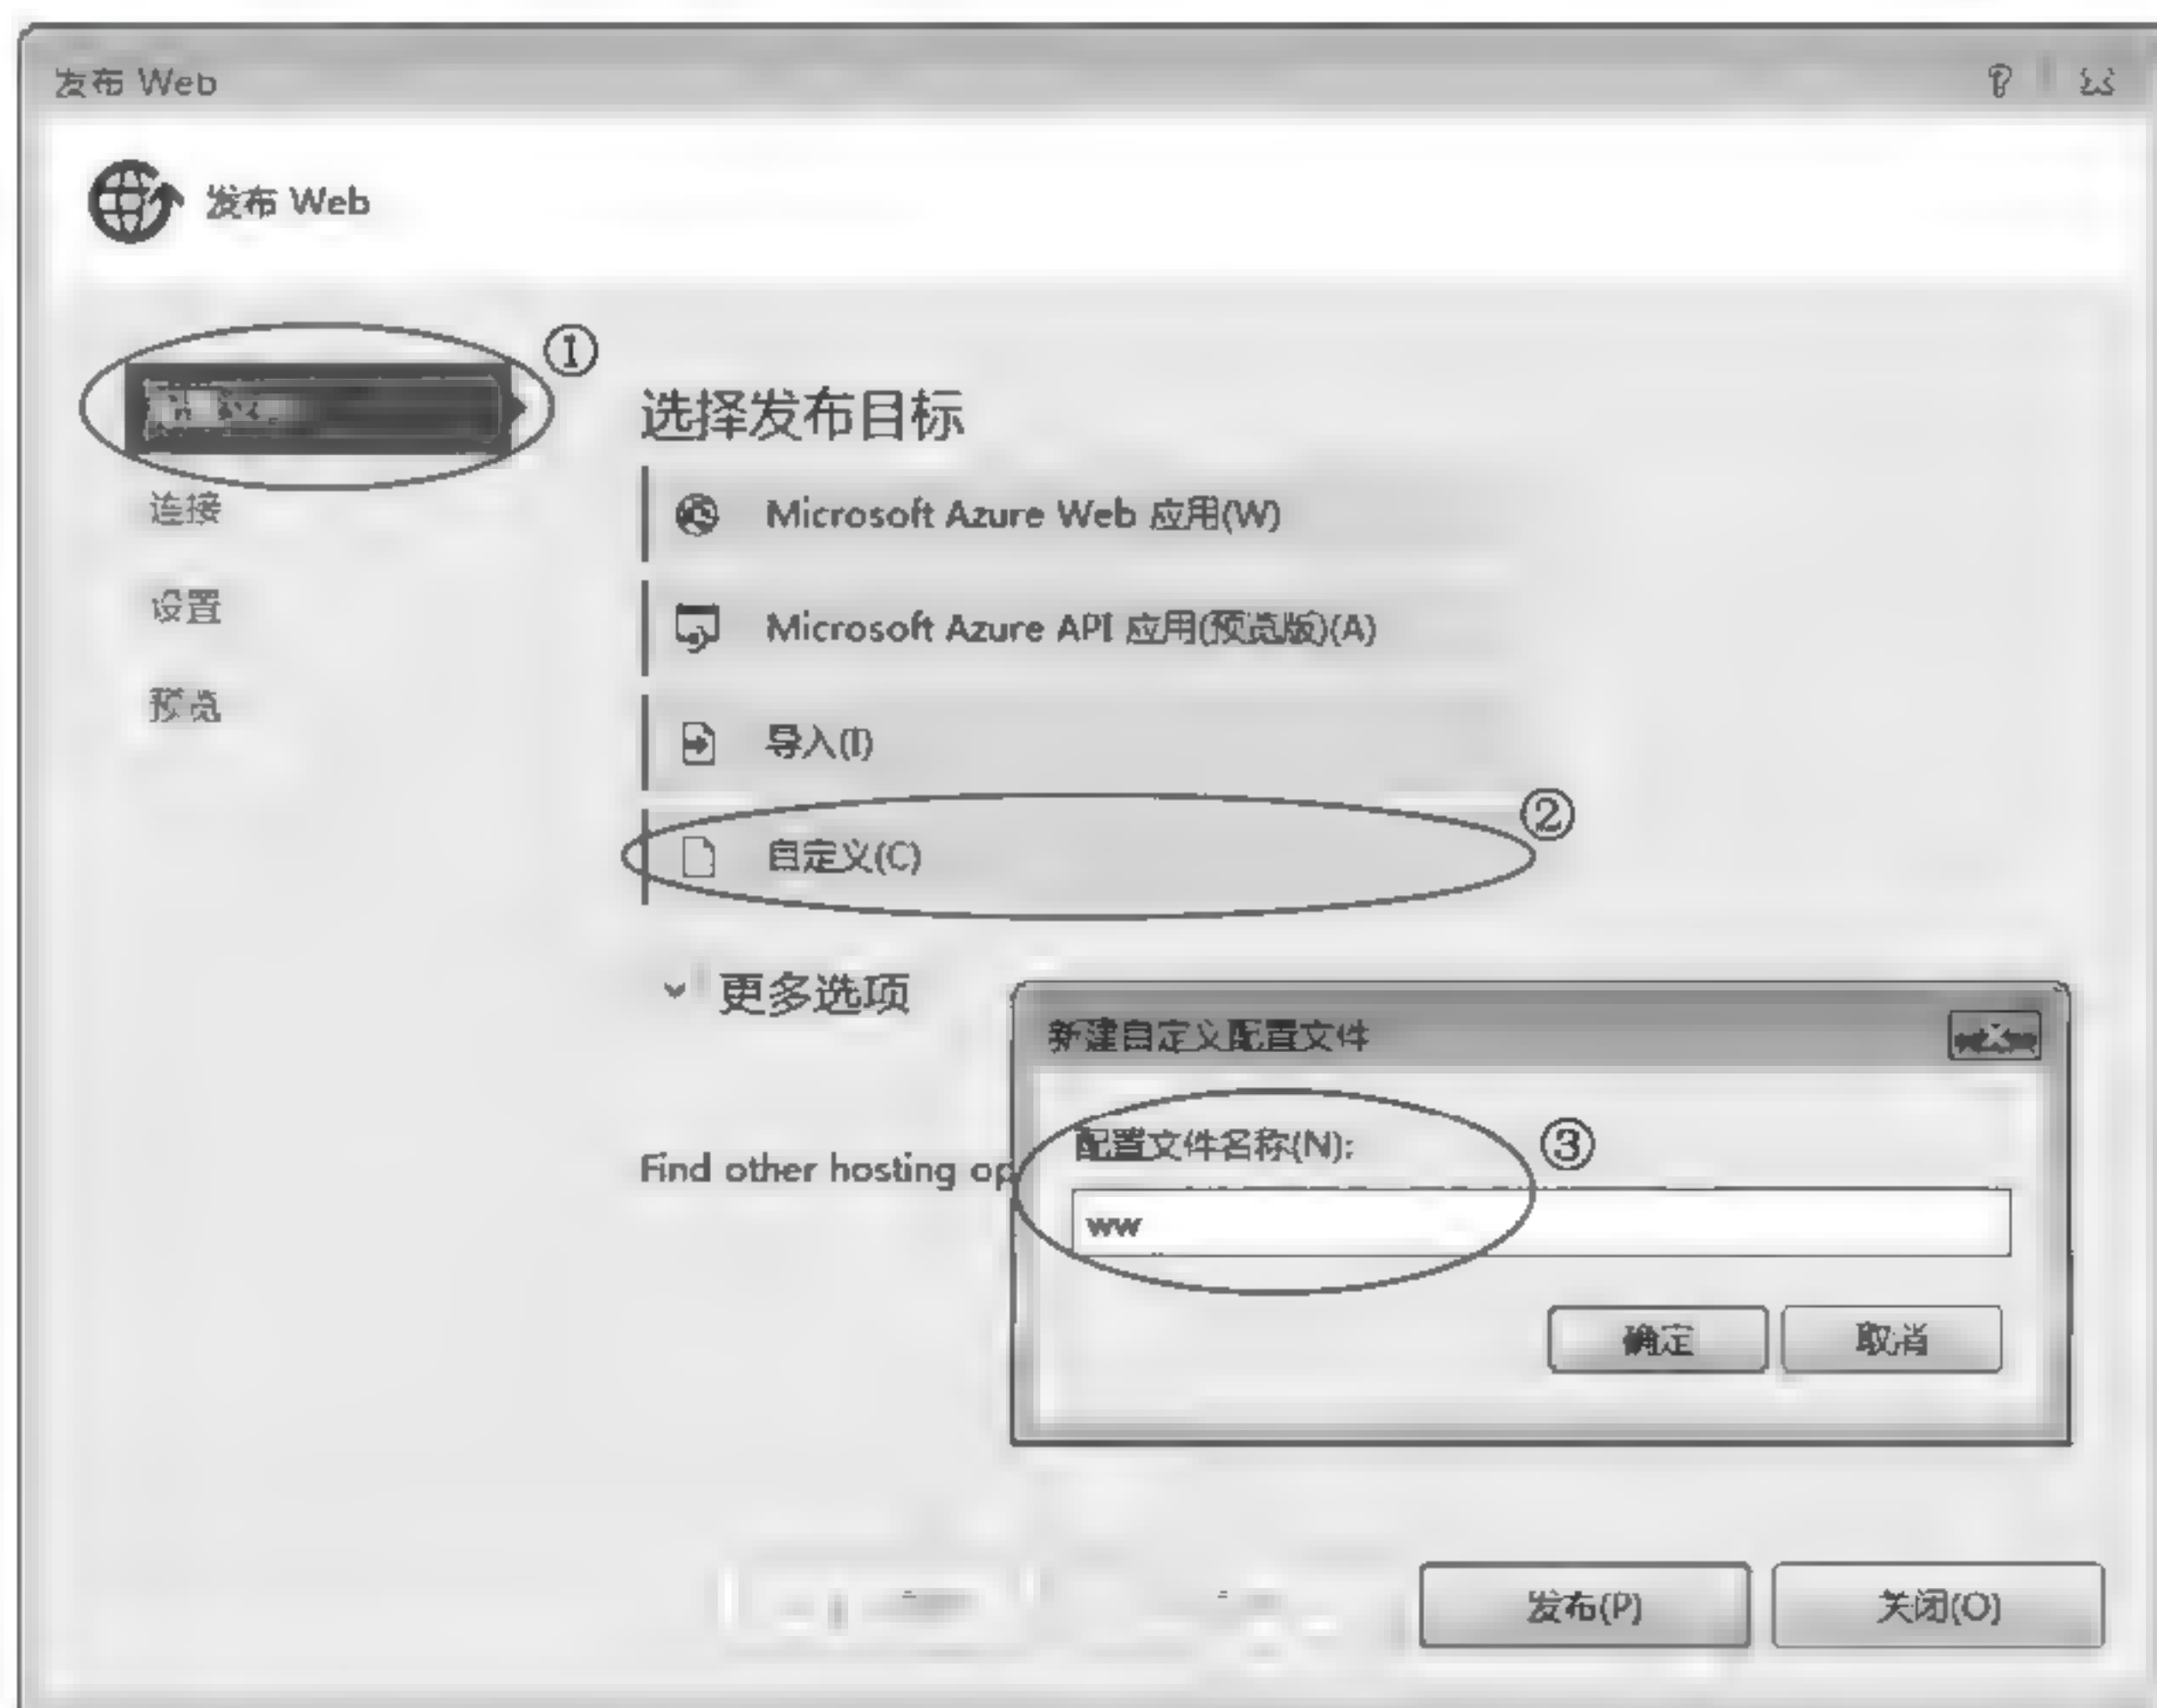 发布 Web
发布 Web
①
选择发布目标
连接
Microsoft Azure Web 应用(W)
设置
Microsoft Azure API 应用(预览版)(A)
预览
导入(I)
②
自定义(C)
更多选项
新建自定义配置文件
配置文件名称(N):
③
Find other hosting op
ww
确定
取消
发布(P)
关闭(O)